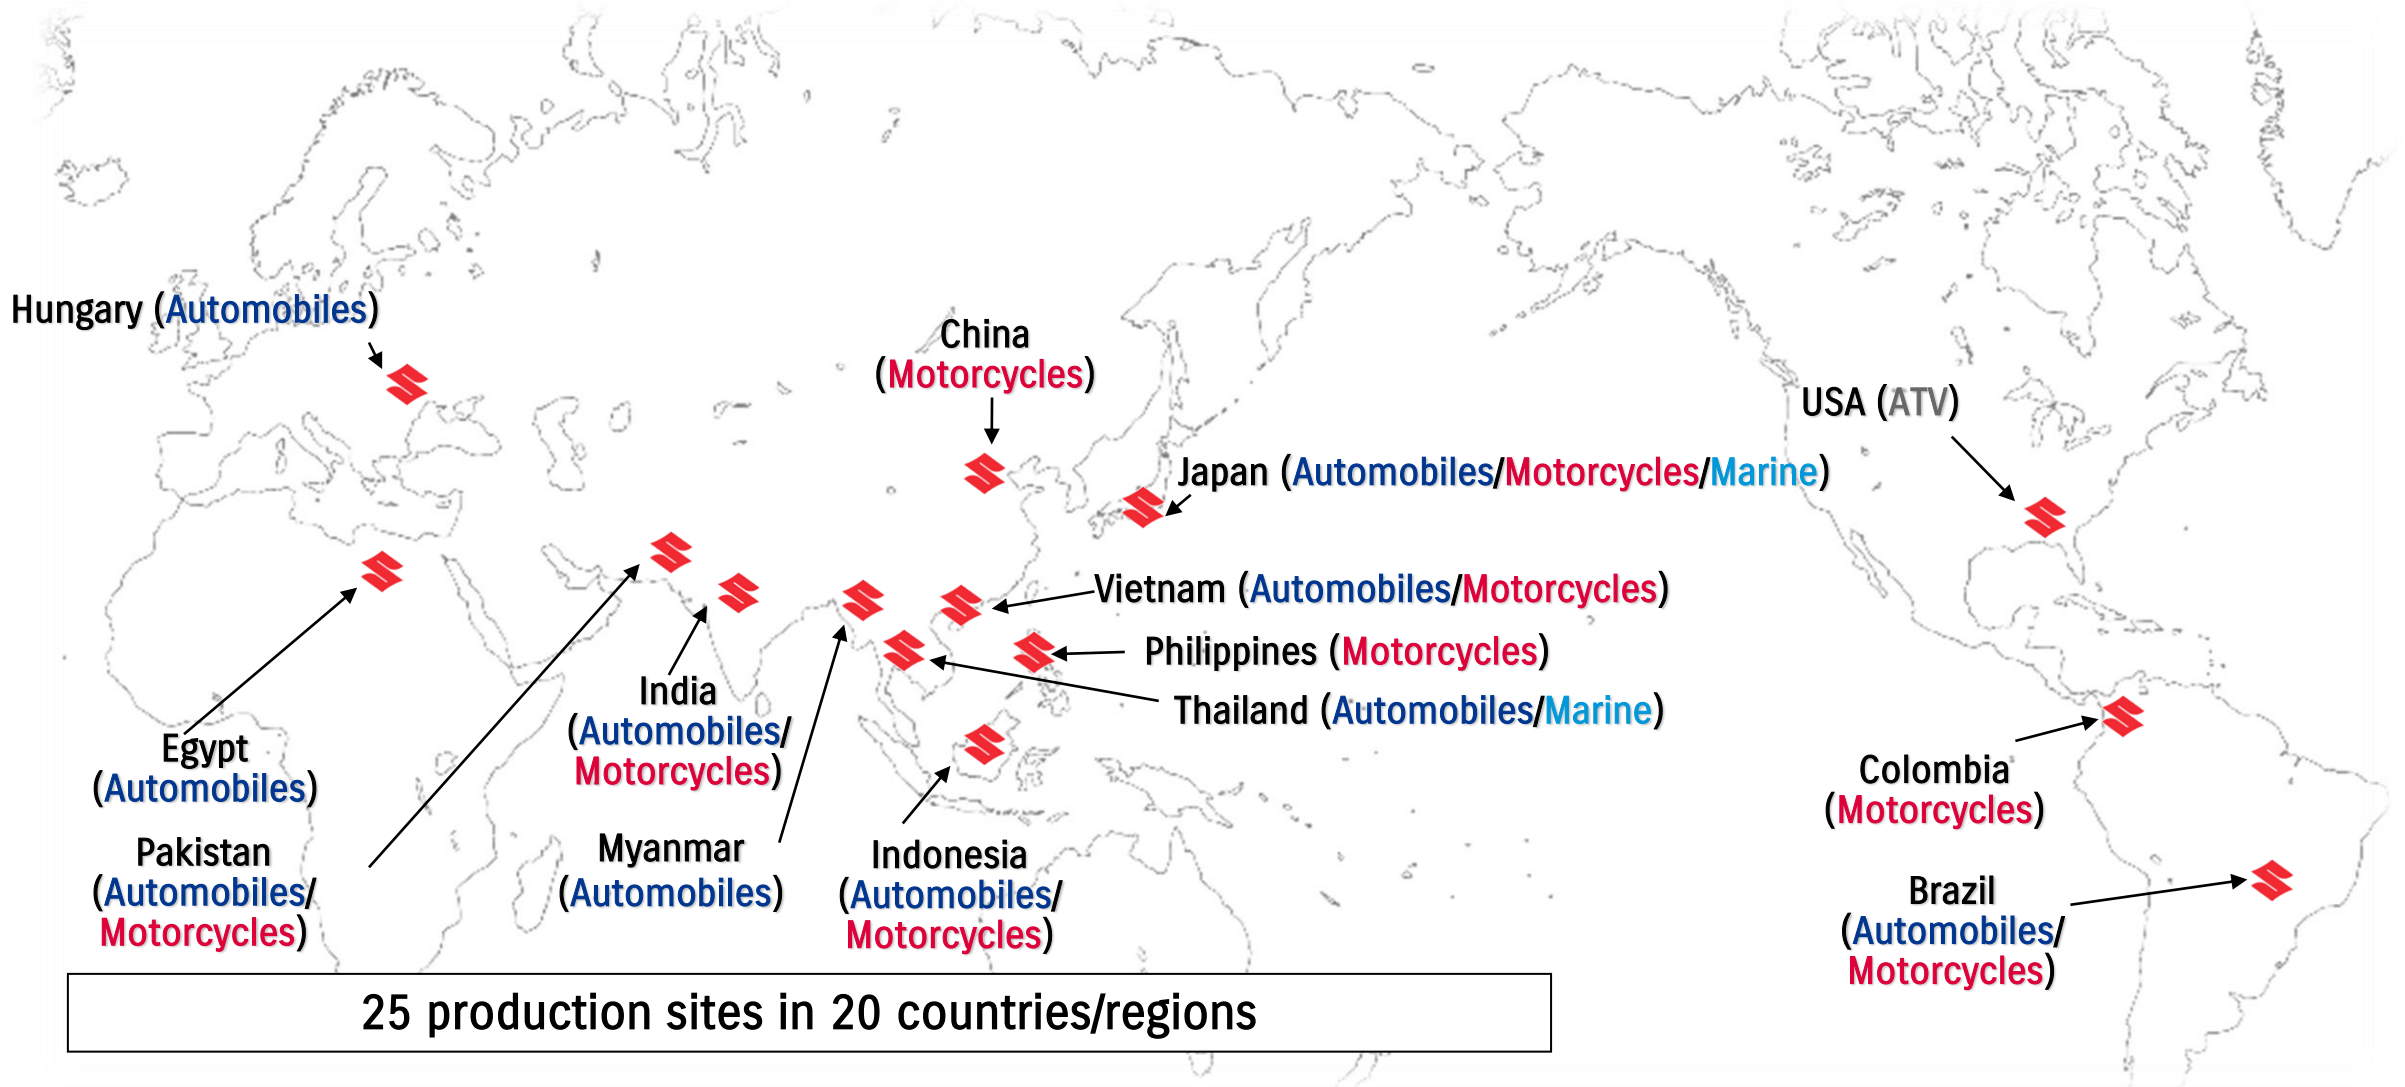 Hungary (Automobiles)
China
(Motorcycles)
USA (ATV)
Japan (Automobiles/Motorcycles/Marine)
Vietnam (Automobiles/Motorcycles)
Philippines (Motorcycles)
Thailand (Automobiles/Marine)
India
(Automobiles/
Motorcycles)
Egypt
(Automobiles)
Pakistan
(Automobiles/
Motorcycles)
Myanmar
(Automobiles)
Indonesia
(Automobiles/
Motorcycles)
Colombia
(Motorcycles)
Brazil
(Automobiles/
Motorcycles)
25 production sites in 20 countries/regions